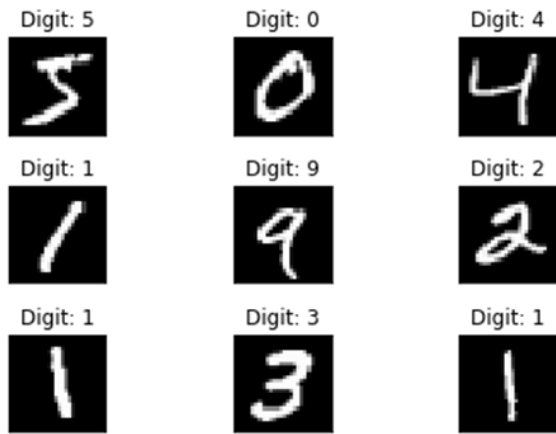 Digit: 5 Digit: 0 Digit: 4
5 0 4
Digit: 1 Digit: 9 Digit: 2
1 9 2
Digit: 1 Digit: 3 Digit: 1
1 3 1